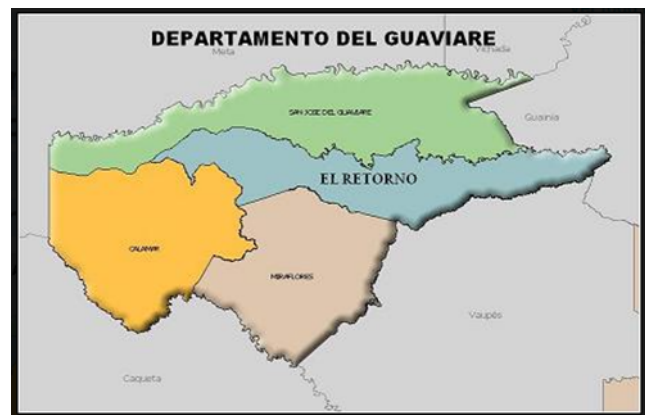 DEPARTAMENTO DEL GUAVIARE
Meta
Vichada
SAN JOSE DEL GUAVIARE
Guainia
EL RETORNO
CALAMAR
MIRAFLORES
Vaupés
Caqueta